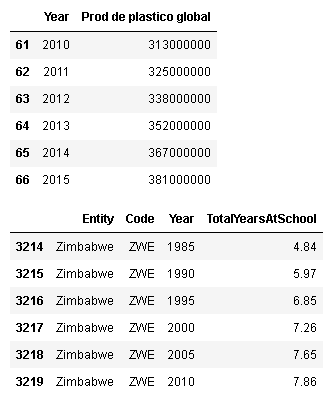 Year Prod de plastico global
61 2010 313000000
62 2011 325000000
63 2012 338000000
64 2013 352000000
65 2014 367000000
66 2015 381000000
Entity Code Year TotalYearsAtSchool
3214 Zimbabwe ZWE 1985 4.84
3215 Zimbabwe ZWE 1990 5.97
3216 Zimbabwe ZWE 1995 6.85
3217 Zimbabwe ZWE 2000 7.26
3218 Zimbabwe ZWE 2005 7.65
3219 Zimbabwe ZWE 2010 7.86